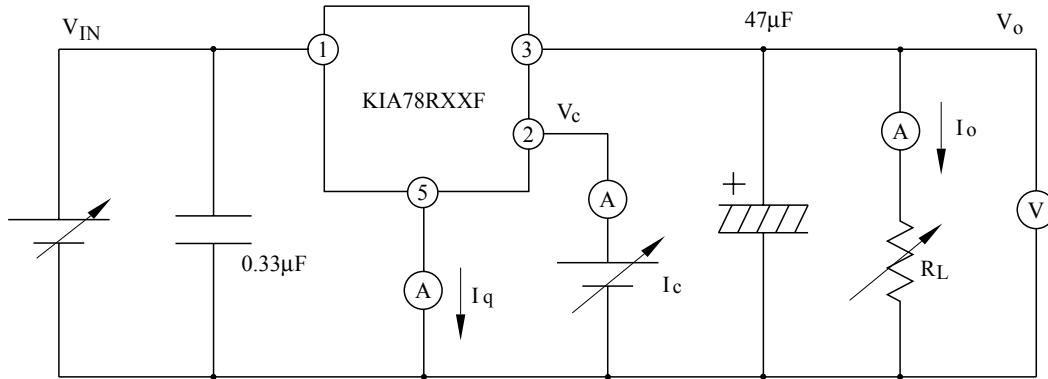 47µF
V_IN
V_o
1
3
KIA78RXXF
V_c
2
A
I_o
5
A
+
V
0.33µF
A
I_q
I_c
R_L